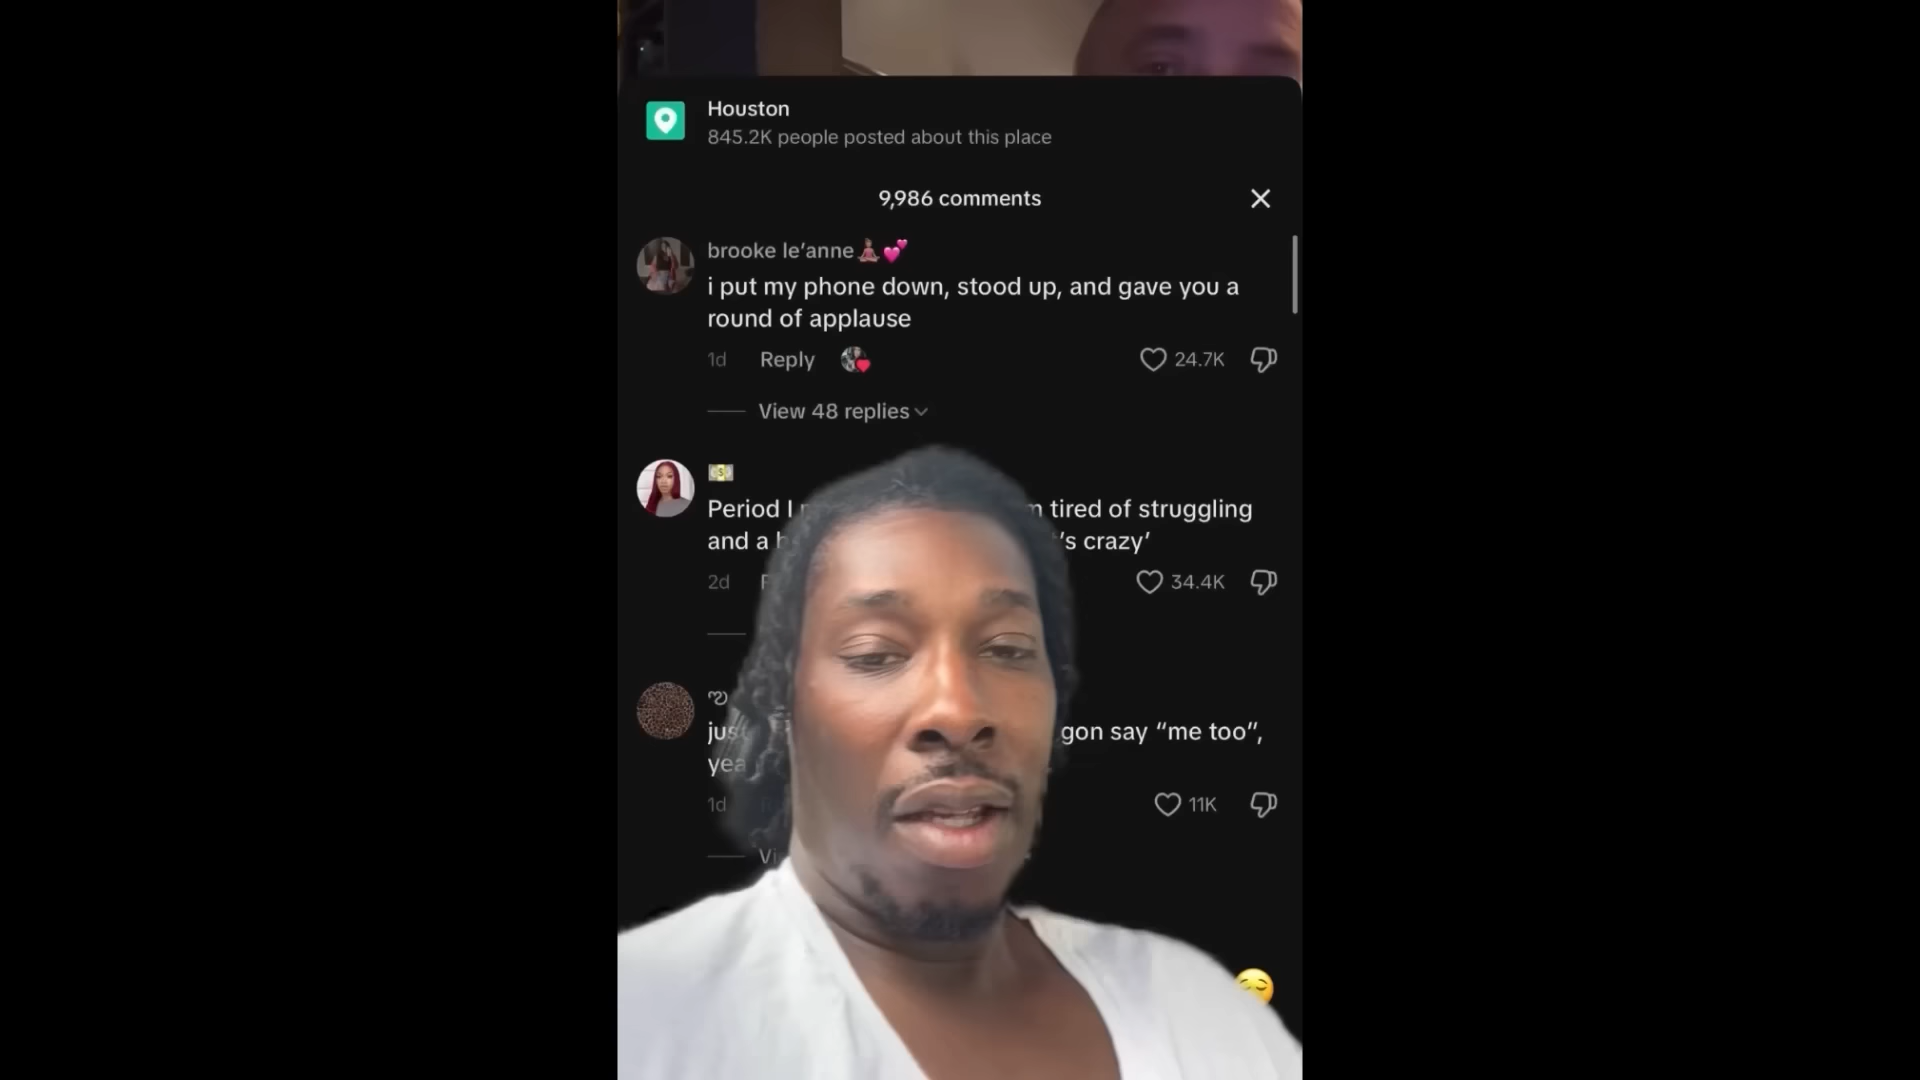 Houston
845.2K people posted about this place
9,986 comments
brooke le’anne🧘🏽‍♀️💕
i put my phone down, stood up, and gave you a
round of applause
1d Reply 24.7K
View 48 replies
💵
Period I tired of struggling
and a ’s crazy’
2d 34.4K
gon say “me too”,
1d 11K